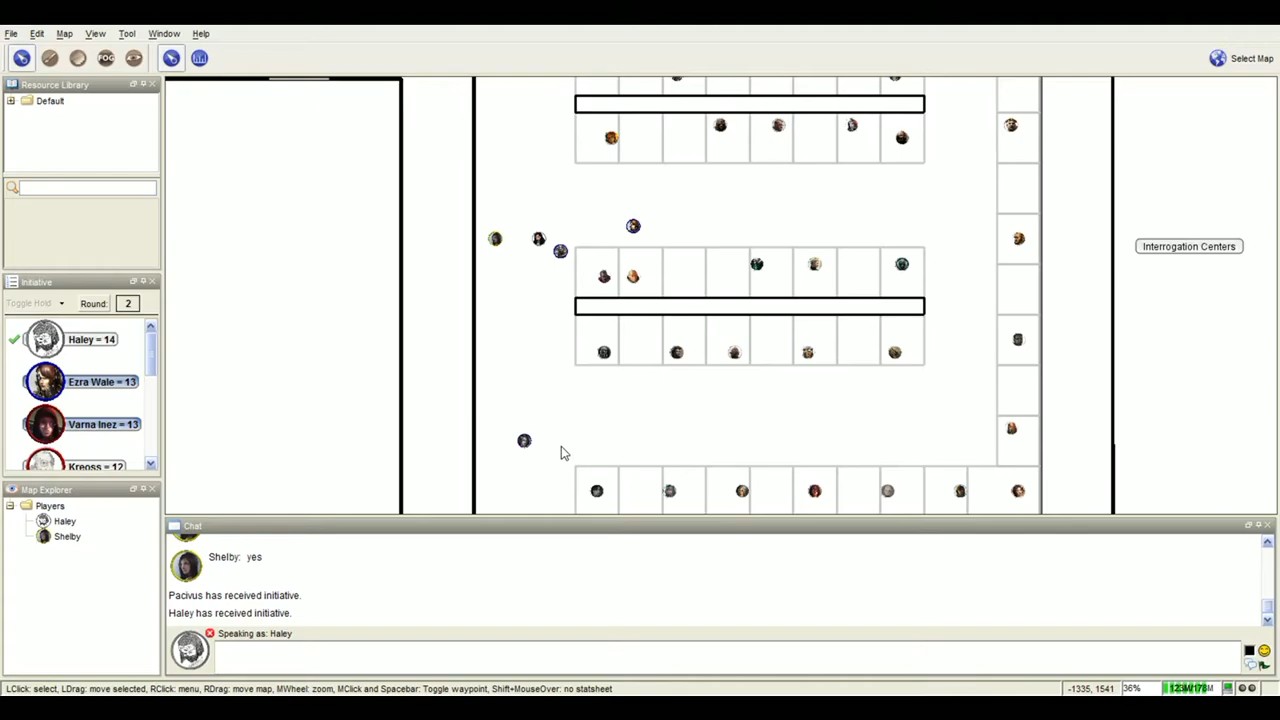 File Edit Map View Tool Window Help
FOG
Select Map
Resource Library
Default
Initiative
Toggle Hold Round: 2
Haley = 14
Ezra Wale = 13
Varna Inez = 13
Kreoss = 12
Map Explorer
Players
Haley
Shelby
Interrogation Centers
Chat
Shelby: yes
Pacivus has received initiative.
Haley has received initiative.
Speaking as: Haley
LClick: select, LDrag: move selected, RClick: menu, RDrag: move map, MWheel: zoom, MClick and Spacebar: Toggle waypoint, Shift+MouseOver: no statsheet
-1335, 1541 36% 123M/178M